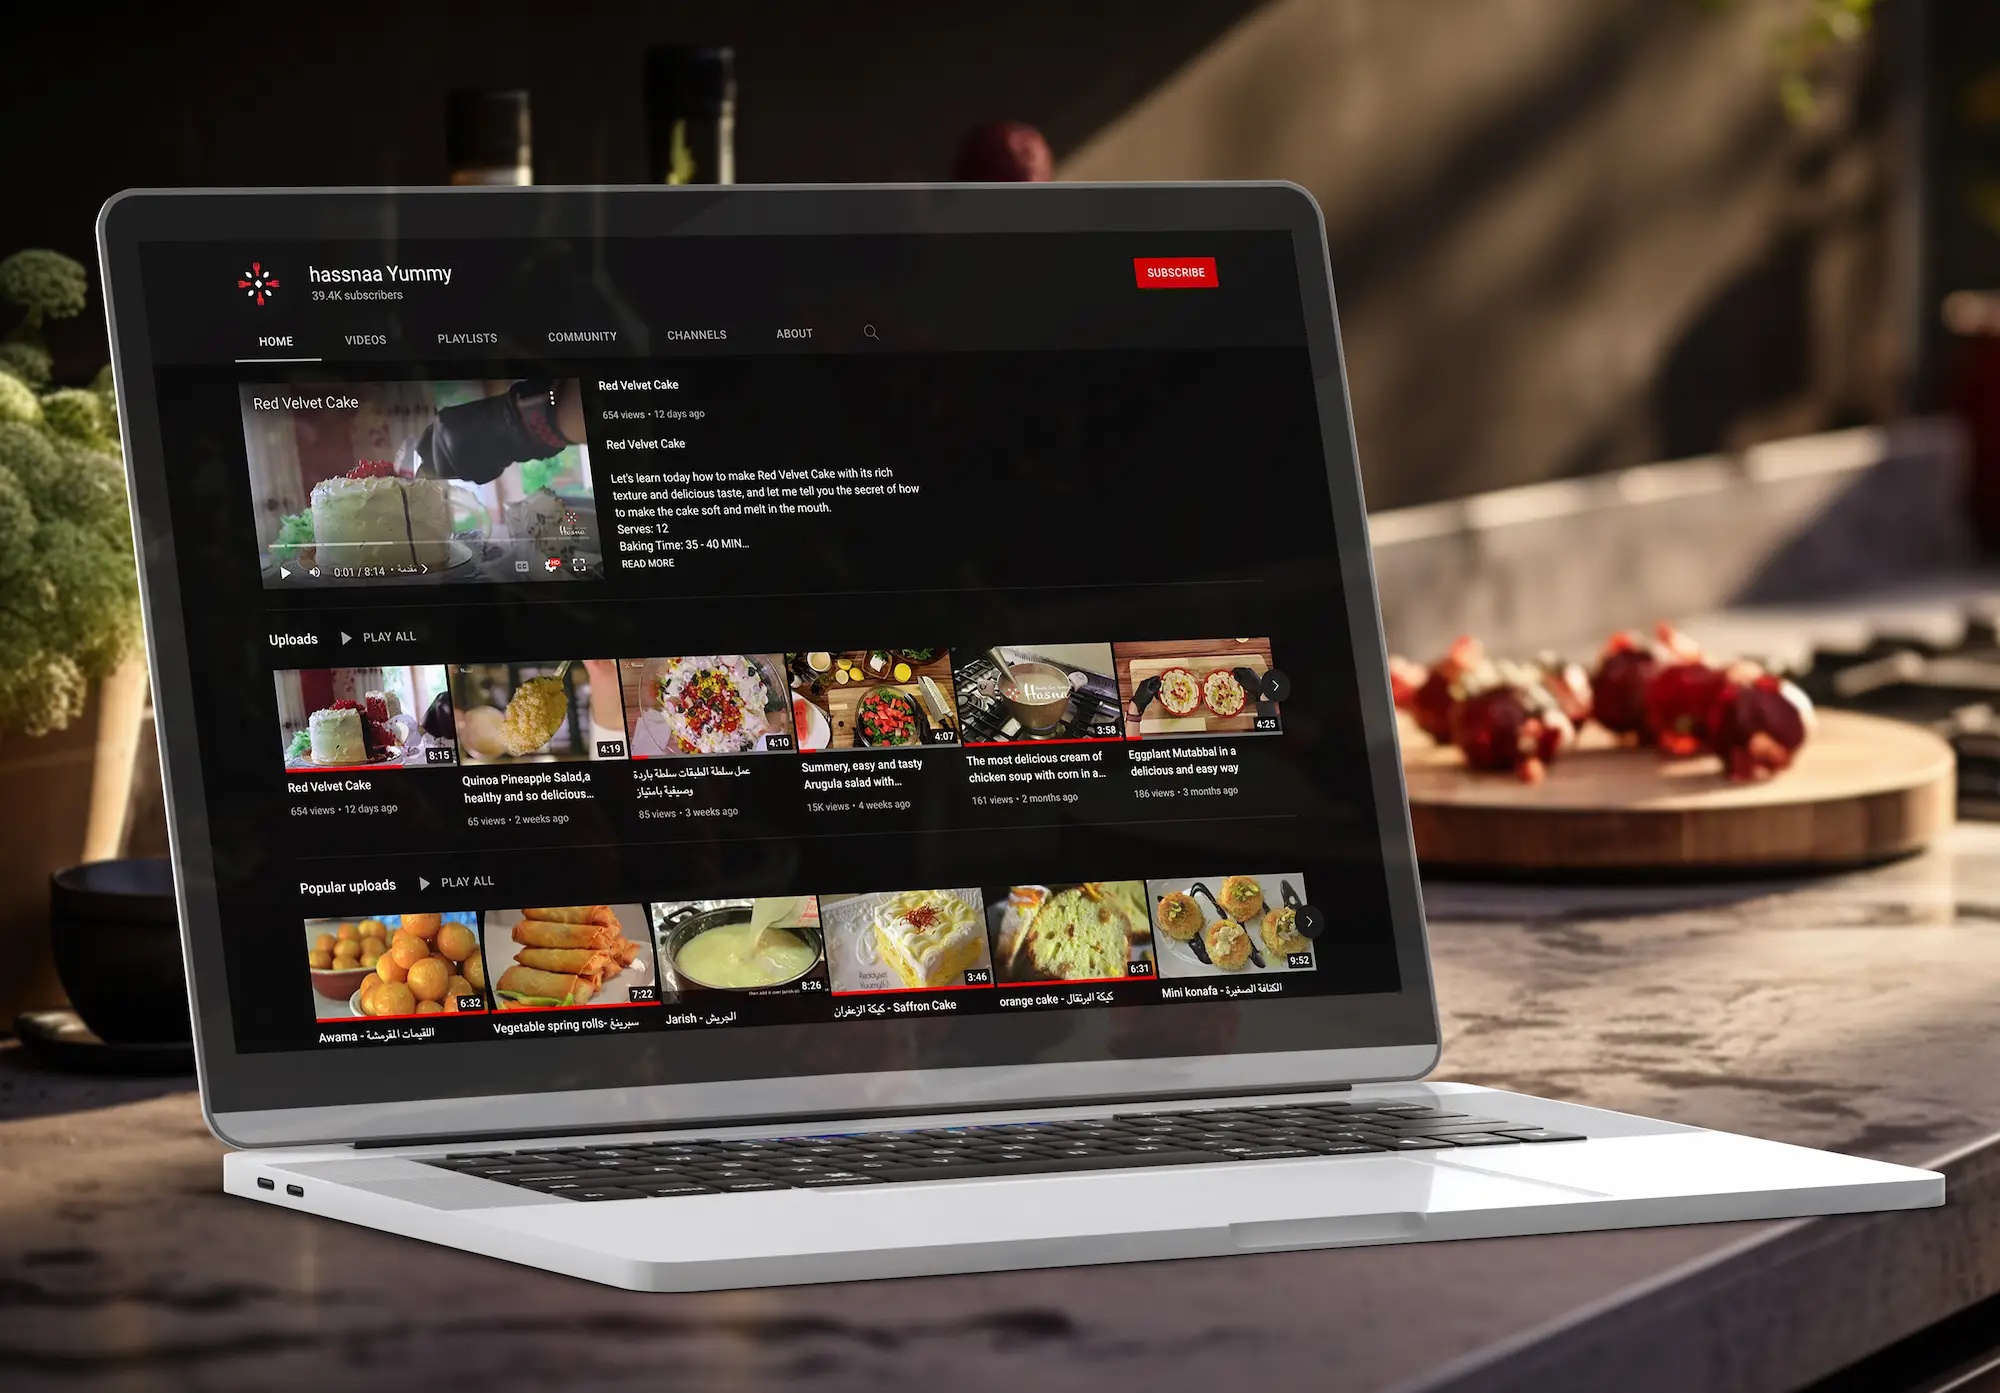 hassnaa Yummy
39.4K subscribers
SUBSCRIBE
HOME VIDEOS PLAYLISTS COMMUNITY CHANNELS ABOUT
Red Velvet Cake
0:01 / 8:14 • مقدمة
CC
HD
Hasna
Red Velvet Cake
654 views • 12 days ago
Red Velvet Cake
Let's learn today how to make Red Velvet Cake with its rich
texture and delicious taste, and let me tell you the secret of how
to make the cake soft and melt in the mouth.
Serves: 12
Baking Time: 35 - 40 MIN...
READ MORE
Uploads PLAY ALL
8:15
Red Velvet Cake
654 views • 12 days ago
4:19
Quinoa Pineapple Salad,a
healthy and so delicious...
65 views • 2 weeks ago
4:10
عمل سلطة الطبقات سلطة باردة
وصيفية بامتياز
85 views • 3 weeks ago
4:07
Summery, easy and tasty
Arugula salad with...
15K views • 4 weeks ago
Hasna
3:58
The most delicious cream of
chicken soup with corn in a...
161 views • 2 months ago
4:25
Eggplant Mutabbal in a
delicious and easy way
186 views • 3 months ago
Popular uploads PLAY ALL
6:32
Awama - اللقيمات المقرمشة
7:22
Vegetable spring rolls- سبرينغ
8:26
Jarish - الجريش
3:46
كيكة الزعفران - Saffron Cake
6:31
orange cake - كيكة البرتقال
9:52
Mini konafa - الكنافة الصغيرة